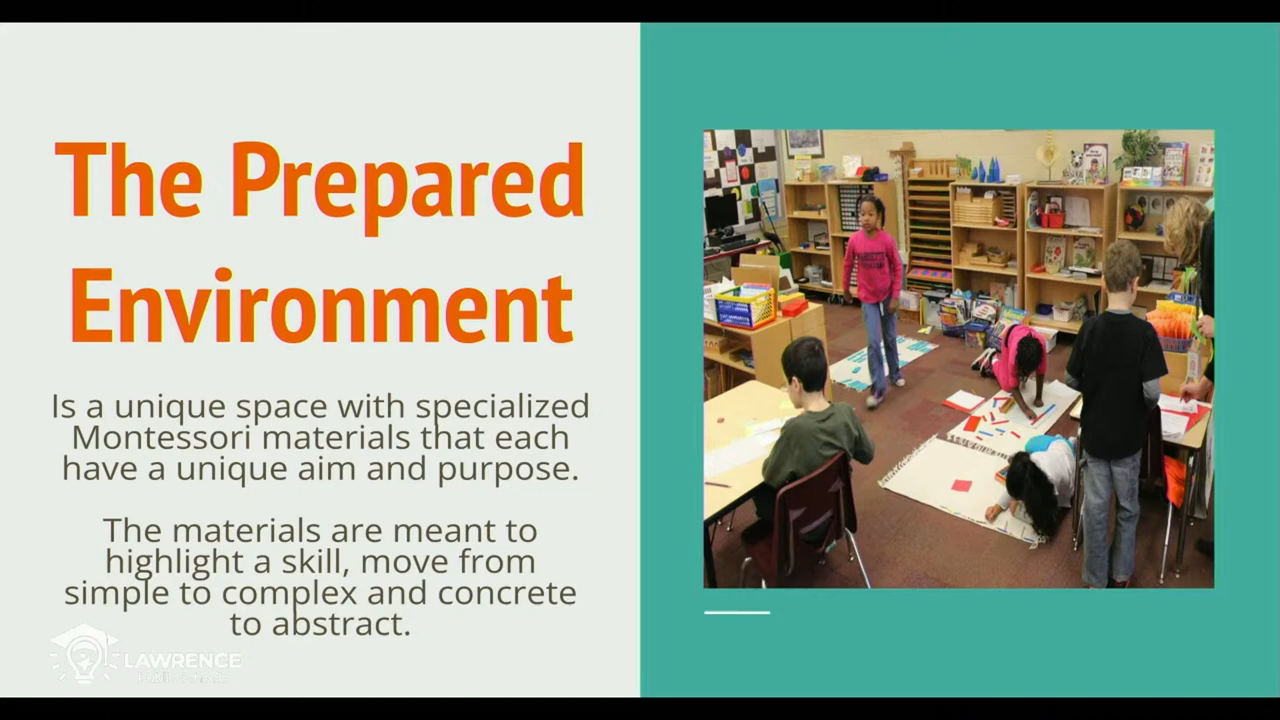 The Prepared
Environment
Is a unique space with specialized
Montessori materials that each
have a unique aim and purpose.
The materials are meant to
highlight a skill, move from
simple to complex and concrete
to abstract.
LAWRENCE